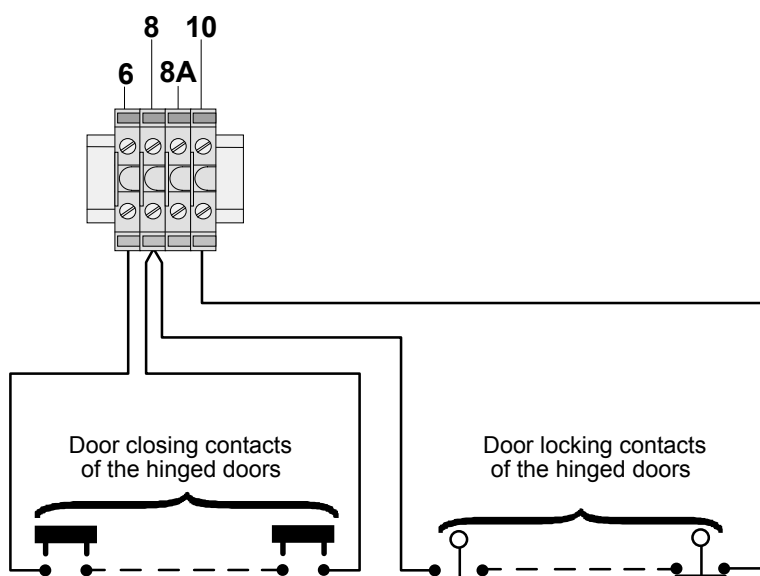 8 10
6 8A
Door closing contacts
of the hinged doors
Door locking contacts
of the hinged doors